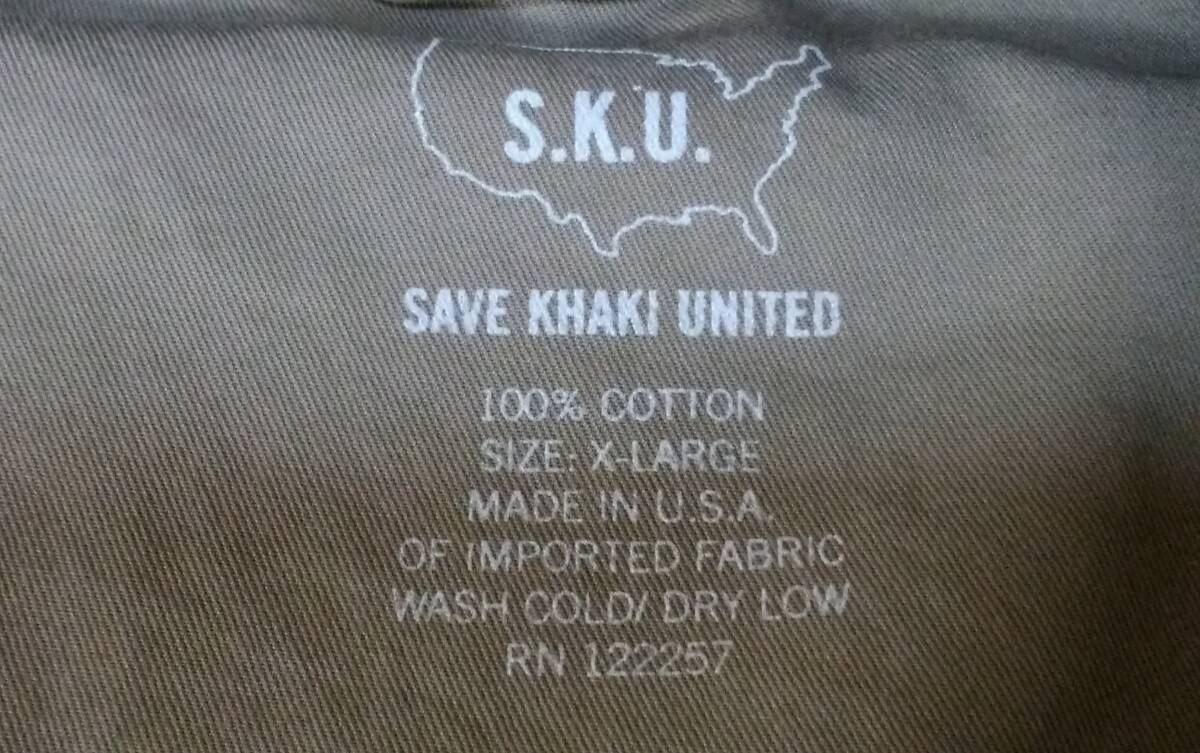 S.K.U.
SAVE KHAKI UNITED
100% COTTON
SIZE: X-LARGE
MADE IN U.S.A.
OF IMPORTED FABRIC
WASH COLD/ DRY LOW
RN 122257